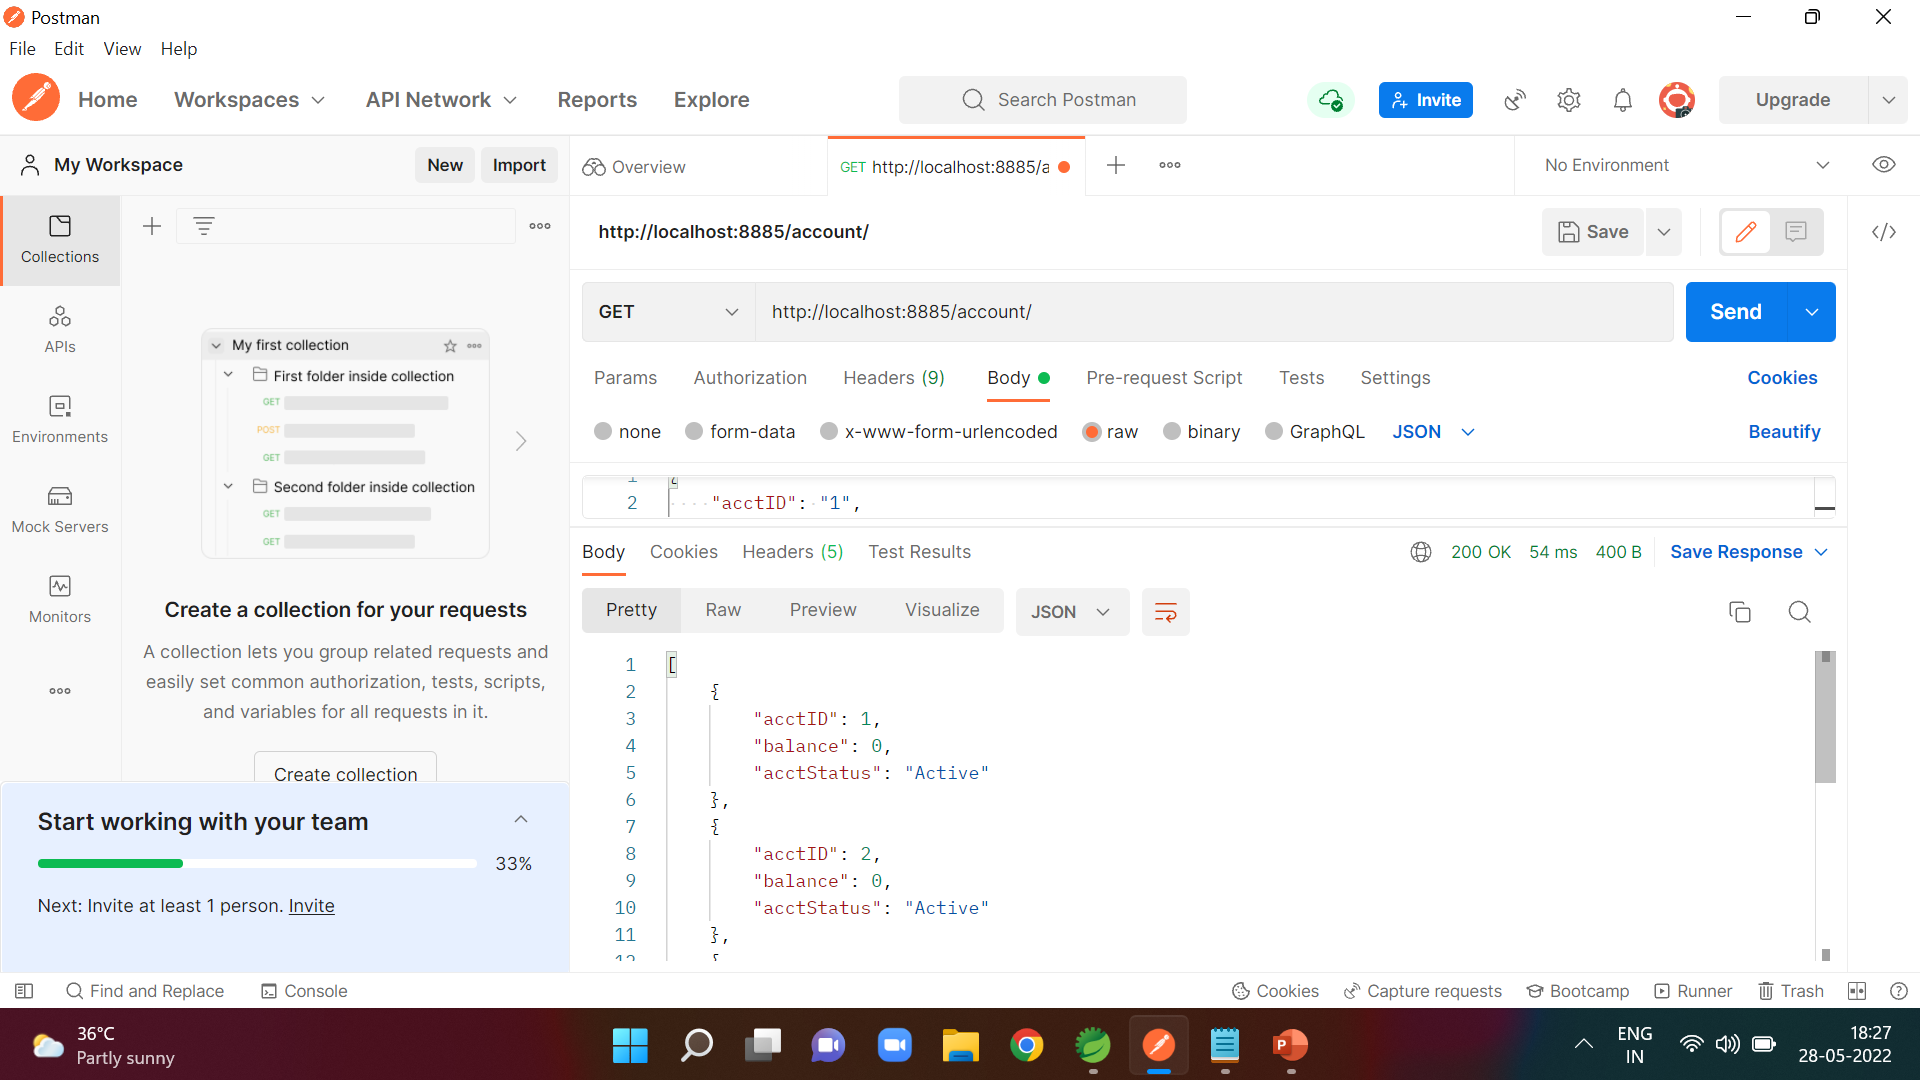 Postman
File Edit View Help
Home Workspaces API Network Reports Explore Search Postman Invite Upgrade
My Workspace New Import Overview GET http://localhost:8885/a No Environment
Collections
APIs
Environments
Mock Servers
Monitors
My first collection
First folder inside collection
GET
POST
GET
Second folder inside collection
GET
GET
Create a collection for your requests
A collection lets you group related requests and
easily set common authorization, tests, scripts,
and variables for all requests in it.
Create collection
Start working with your team
33%
Next: Invite at least 1 person. Invite
http://localhost:8885/account/ Save
GET http://localhost:8885/account/ Send
Params Authorization Headers (9) Body Pre-request Script Tests Settings Cookies
none form-data x-www-form-urlencoded raw binary GraphQL JSON Beautify
1 {
2 "acctID": "1",
Body Cookies Headers (5) Test Results 200 OK 54 ms 400 B Save Response
Pretty Raw Preview Visualize JSON
1 [
2 {
3 "acctID": 1,
4 "balance": 0,
5 "acctStatus": "Active"
6 },
7 {
8 "acctID": 2,
9 "balance": 0,
10 "acctStatus": "Active"
11 },
12 {
Find and Replace Console Cookies Capture requests Bootcamp Runner Trash
36°C
Partly sunny
ENG
IN
18:27
28-05-2022